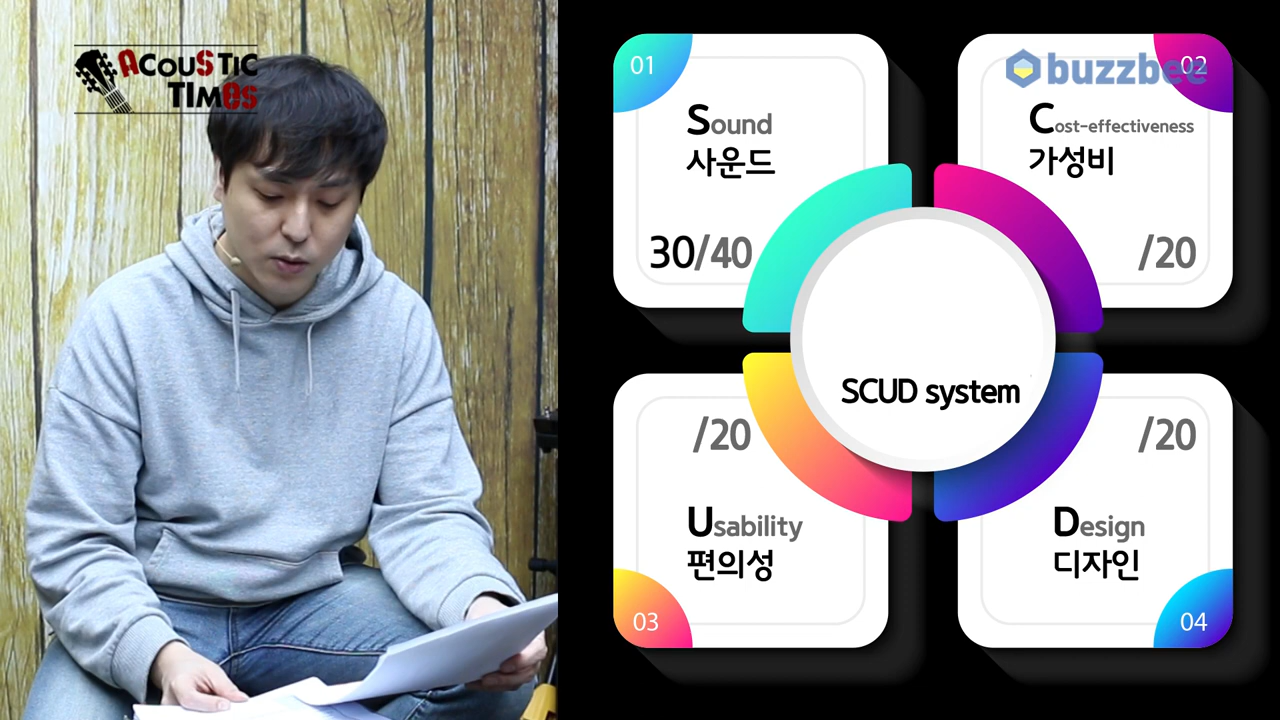 ACOUSTIC
TIMES
01
Sound
사운드
30/40
buzzbee
02
Cost-effectiveness
가성비
/20
SCUD system
/20
Usability
편의성
03
/20
Design
디자인
04